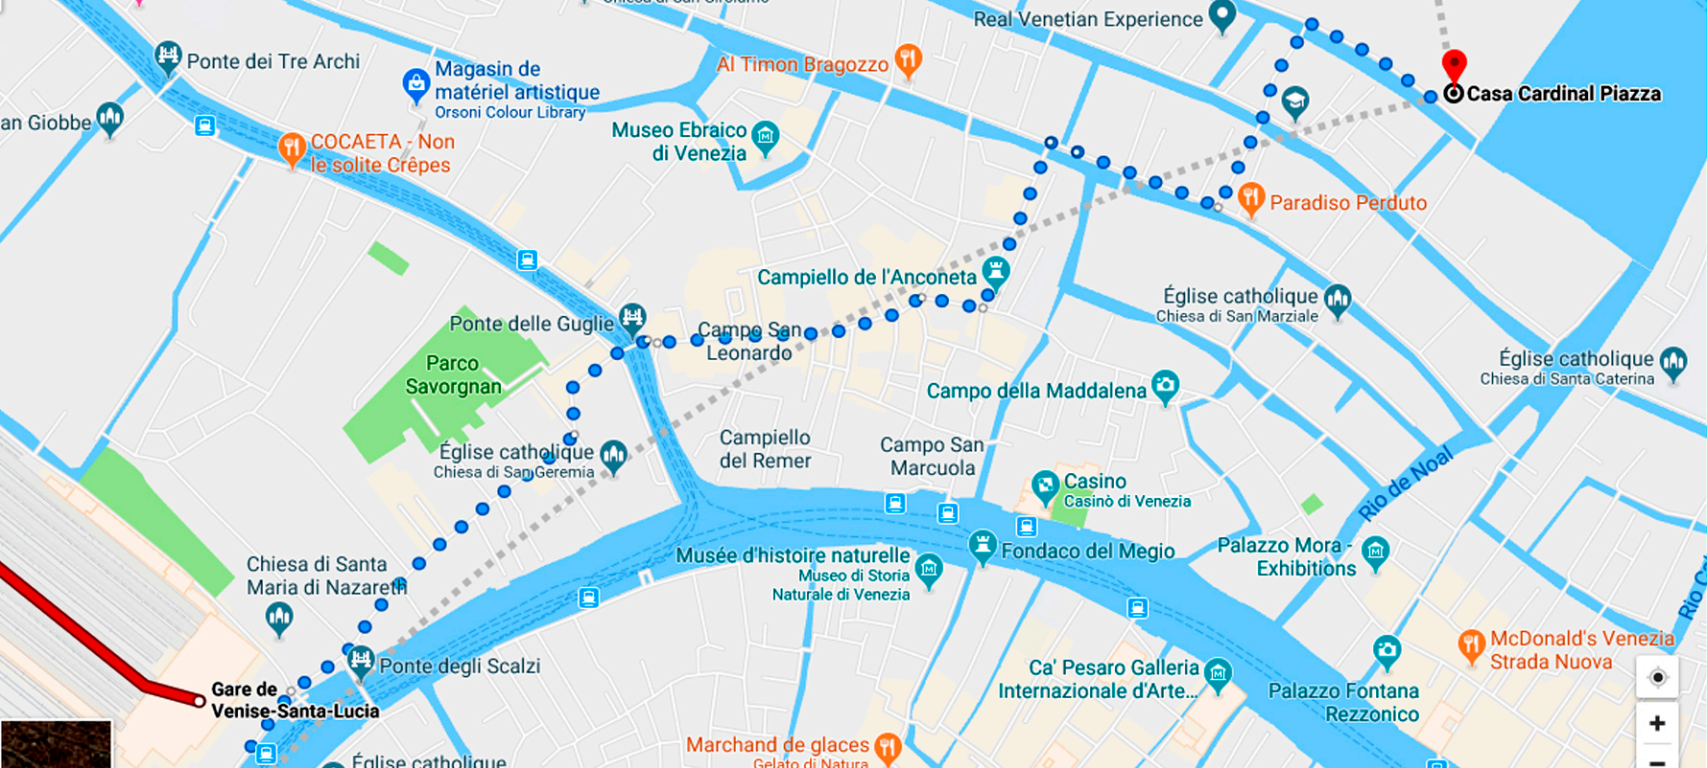 Real Venetian Experience
Ponte dei Tre Archi
Al Timon Bragozzo
Magasin de
matériel artistique
Orsoni Colour Library
Casa Cardinal Piazza
an Giobbe
COCAETA - Non
le solite Crêpes
Museo Ebraico
di Venezia
Paradiso Perduto
Campiello de l'Anconeta
Église catholique
Chiesa di San Marziale
Ponte delle Guglie
Campo San
Leonardo
Parco
Savorgnan
Église catholique
Chiesa di Santa Caterina
Campo della Maddalena
Église catholique
Chiesa di San Geremia
Campiello
del Remer
Campo San
Marcuola
Casino
Casinò di Venezia
Rio de Noal
Chiesa di Santa
Maria di Nazareth
Musée d'histoire naturelle
Museo di Storia
Naturale di Venezia
Fondaco del Megio
Palazzo Mora -
Exhibitions
Ponte degli Scalzi
Gare de
Venise-Santa-Lucia
Ca' Pesaro Galleria
Internazionale d'Arte...
McDonald's Venezia
Strada Nuova
Palazzo Fontana
Rezzonico
Marchand de glaces
Gelato di Natura
Église catholique